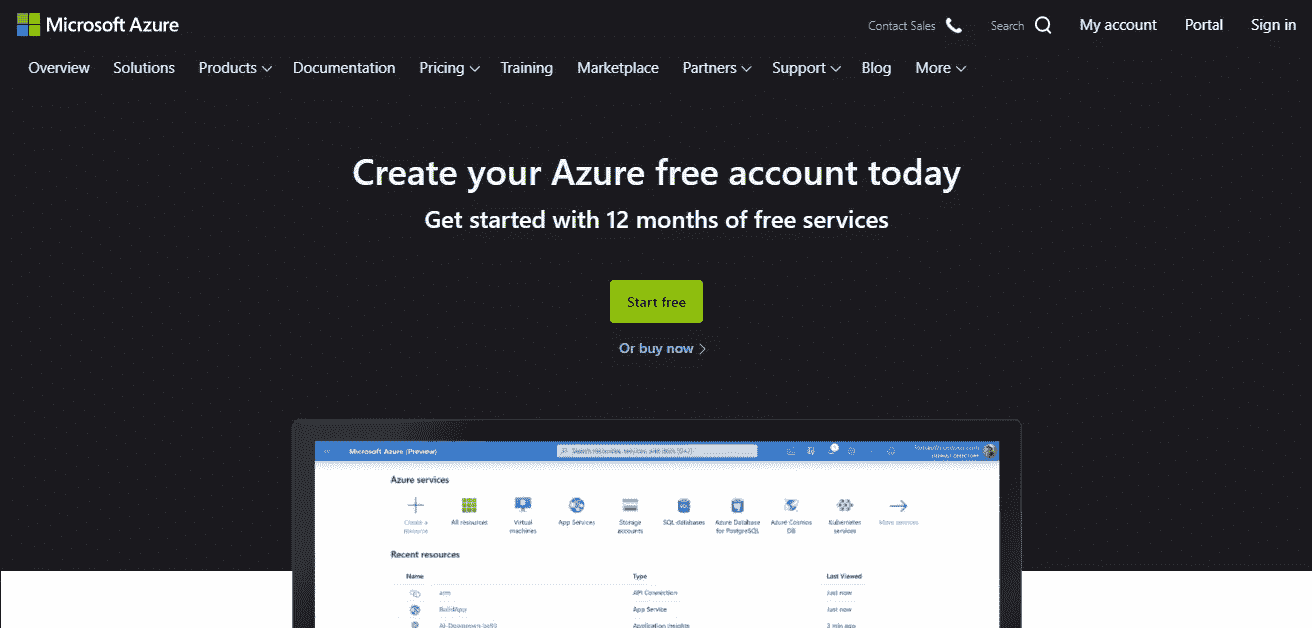 Microsoft Azure
Contact Sales Search My account Portal Sign in
Overview Solutions Products Documentation Pricing Training Marketplace Partners Support Blog More
Create your Azure free account today
Get started with 12 months of free services
Start free
Or buy now
Microsoft Azure (Preview)
Search resources, services, and docs (G+/)
DEFAULT DIRECTORY
Azure services
Create a resource
All resources
Virtual machines
App Services
Storage accounts
SQL databases
Azure Database for PostgreSQL
Azure Cosmos DB
Kubernetes services
More services
Recent resources
Name Type Last Viewed
arm API Connection Just now
BuildApp App Service Just now
Application Insights 3 min ago